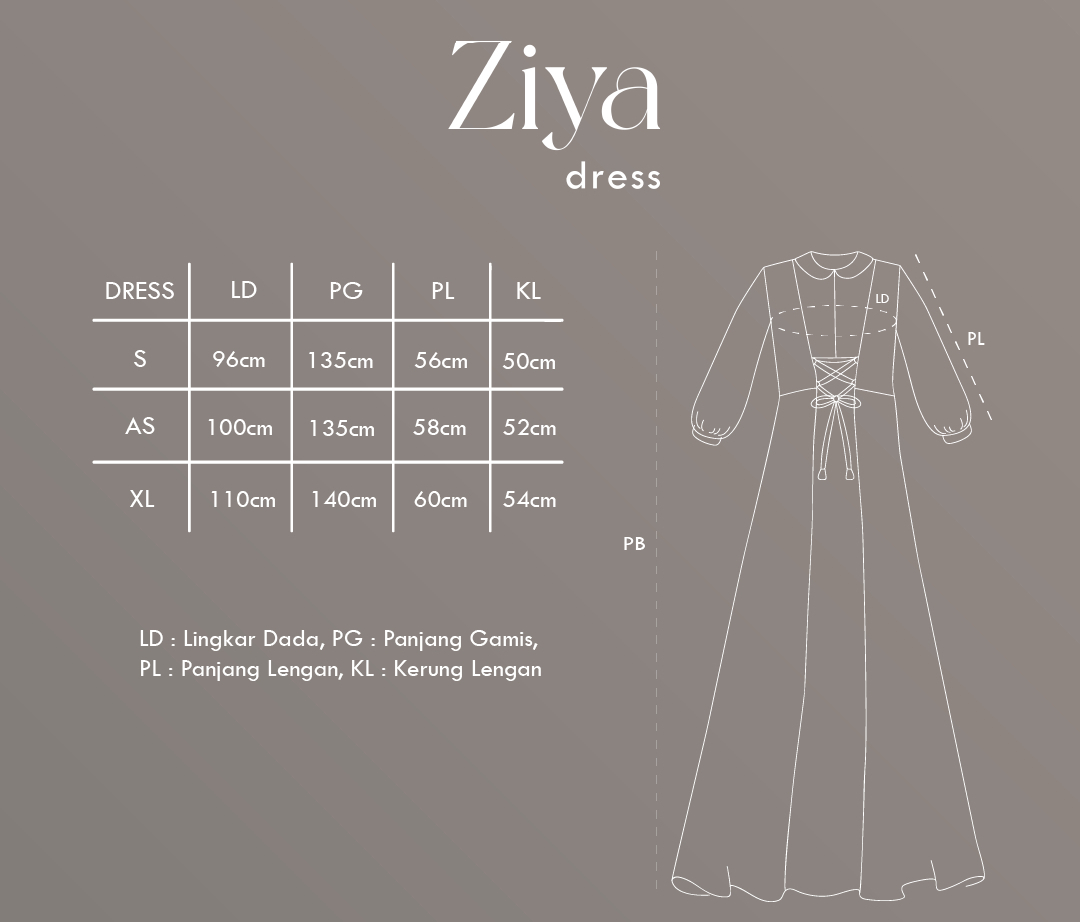 Ziya
dress
DRESS LD PG PL KL
S 96cm 135cm 56cm 50cm
AS 100cm 135cm 58cm 52cm
XL 110cm 140cm 60cm 54cm
LD : Lingkar Dada, PG : Panjang Gamis,
PL : Panjang Lengan, KL : Kerung Lengan
LD
PL
PB